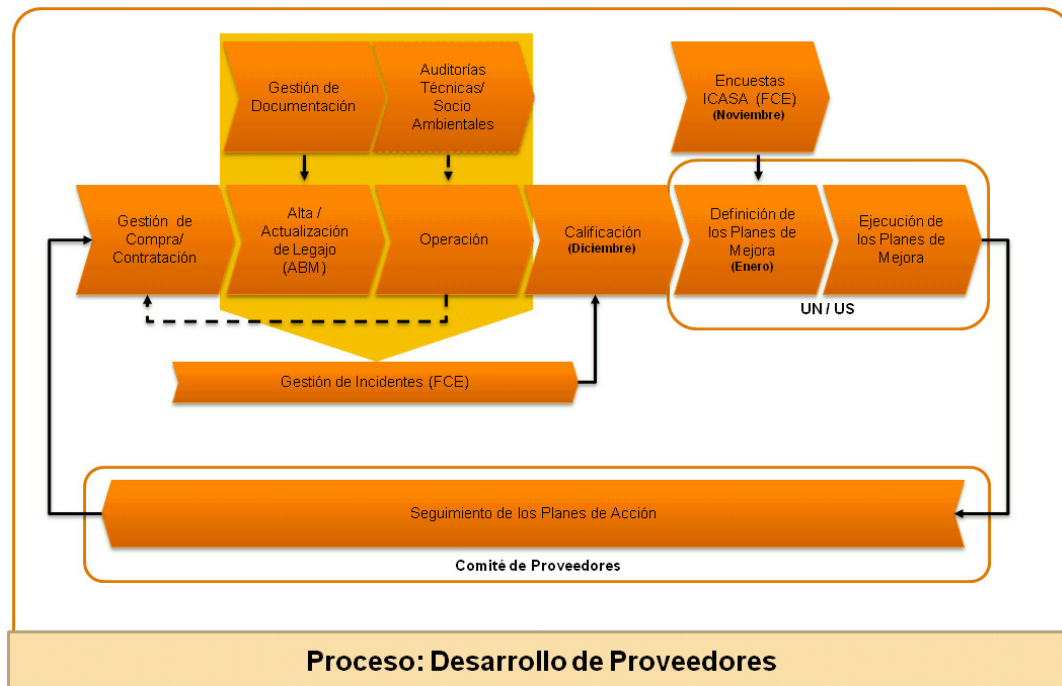 Gestión de
Documentación
Auditorías
Técnicas/
Socio
Ambientales
Encuestas
ICASA (FCE)
(Noviembre)
Gestión de
Compra/
Contratación
Alta /
Actualización
de Legajo
(ABM)
Operación
Calificación
(Diciembre)
Definición de
los Planes de
Mejora
(Enero)
Ejecución de
los Planes de
Mejora
UN / US
Gestión de Incidentes (FCE)
Seguimiento de los Planes de Acción
Comité de Proveedores
Proceso: Desarrollo de Proveedores